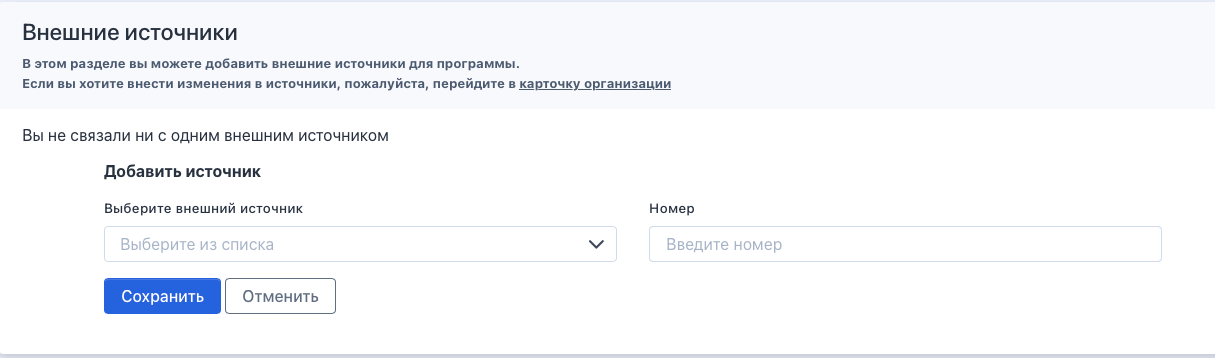 Внешние источники
В этом разделе вы можете добавить внешние источники для программы.
Если вы хотите внести изменения в источники, пожалуйста, перейдите в карточку организации
Вы не связали ни с одним внешним источником
Добавить источник
Выберите внешний источник
Номер
Выберите из списка
Введите номер
Сохранить
Отменить